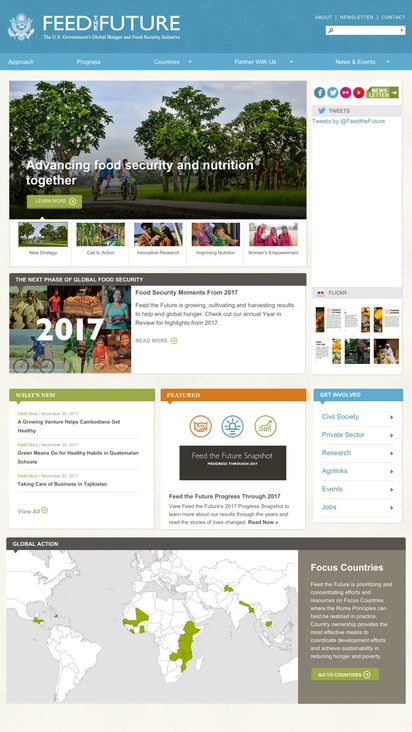 FEED THE FUTURE
The U.S. Government's Global Hunger and Food Security Initiative
ABOUT | NEWSLETTER | CONTACT
Approach Progress Countries Partner With Us News & Events
Advancing food security and nutrition
together
LEARN MORE
New Strategy Call to Action Innovative Research Improving Nutrition Women's Empowerment
NEWS
LETTER
TWEETS
Tweets by @FeedtheFuture
THE NEXT PHASE OF GLOBAL FOOD SECURITY
2017
Food Security Moments From 2017
Feed the Future is growing, cultivating and harvesting results
to help end global hunger. Check out our annual Year in
Review for highlights from 2017.
READ MORE
FLICKR
WHAT'S NEW
Field Story | November 30, 2017
A Growing Venture Helps Cambodians Get
Healthy
Field Story | November 30, 2017
Green Means Go for Healthy Habits in Guatemalan
Schools
Field Story | November 30, 2017
Taking Care of Business in Tajikistan
View All
FEATURED
Feed the Future Snapshot
PROGRESS THROUGH 2017
Feed the Future Progress Through 2017
View Feed the Future's 2017 Progress Snapshot to
learn more about our results through the years and
read the stories of lives changed. Read Now »
GET INVOLVED
Civil Society
Private Sector
Research
Agrilinks
Events
Jobs
GLOBAL ACTION
Focus Countries
Feed the Future is prioritizing and
concentrating efforts and
resources on Focus Countries
where the Rome Principles can
best be realized in practice.
Country ownership provides the
most effective means to
coordinate development efforts
and achieve sustainability in
reducing hunger and poverty.
GO TO COUNTRIES